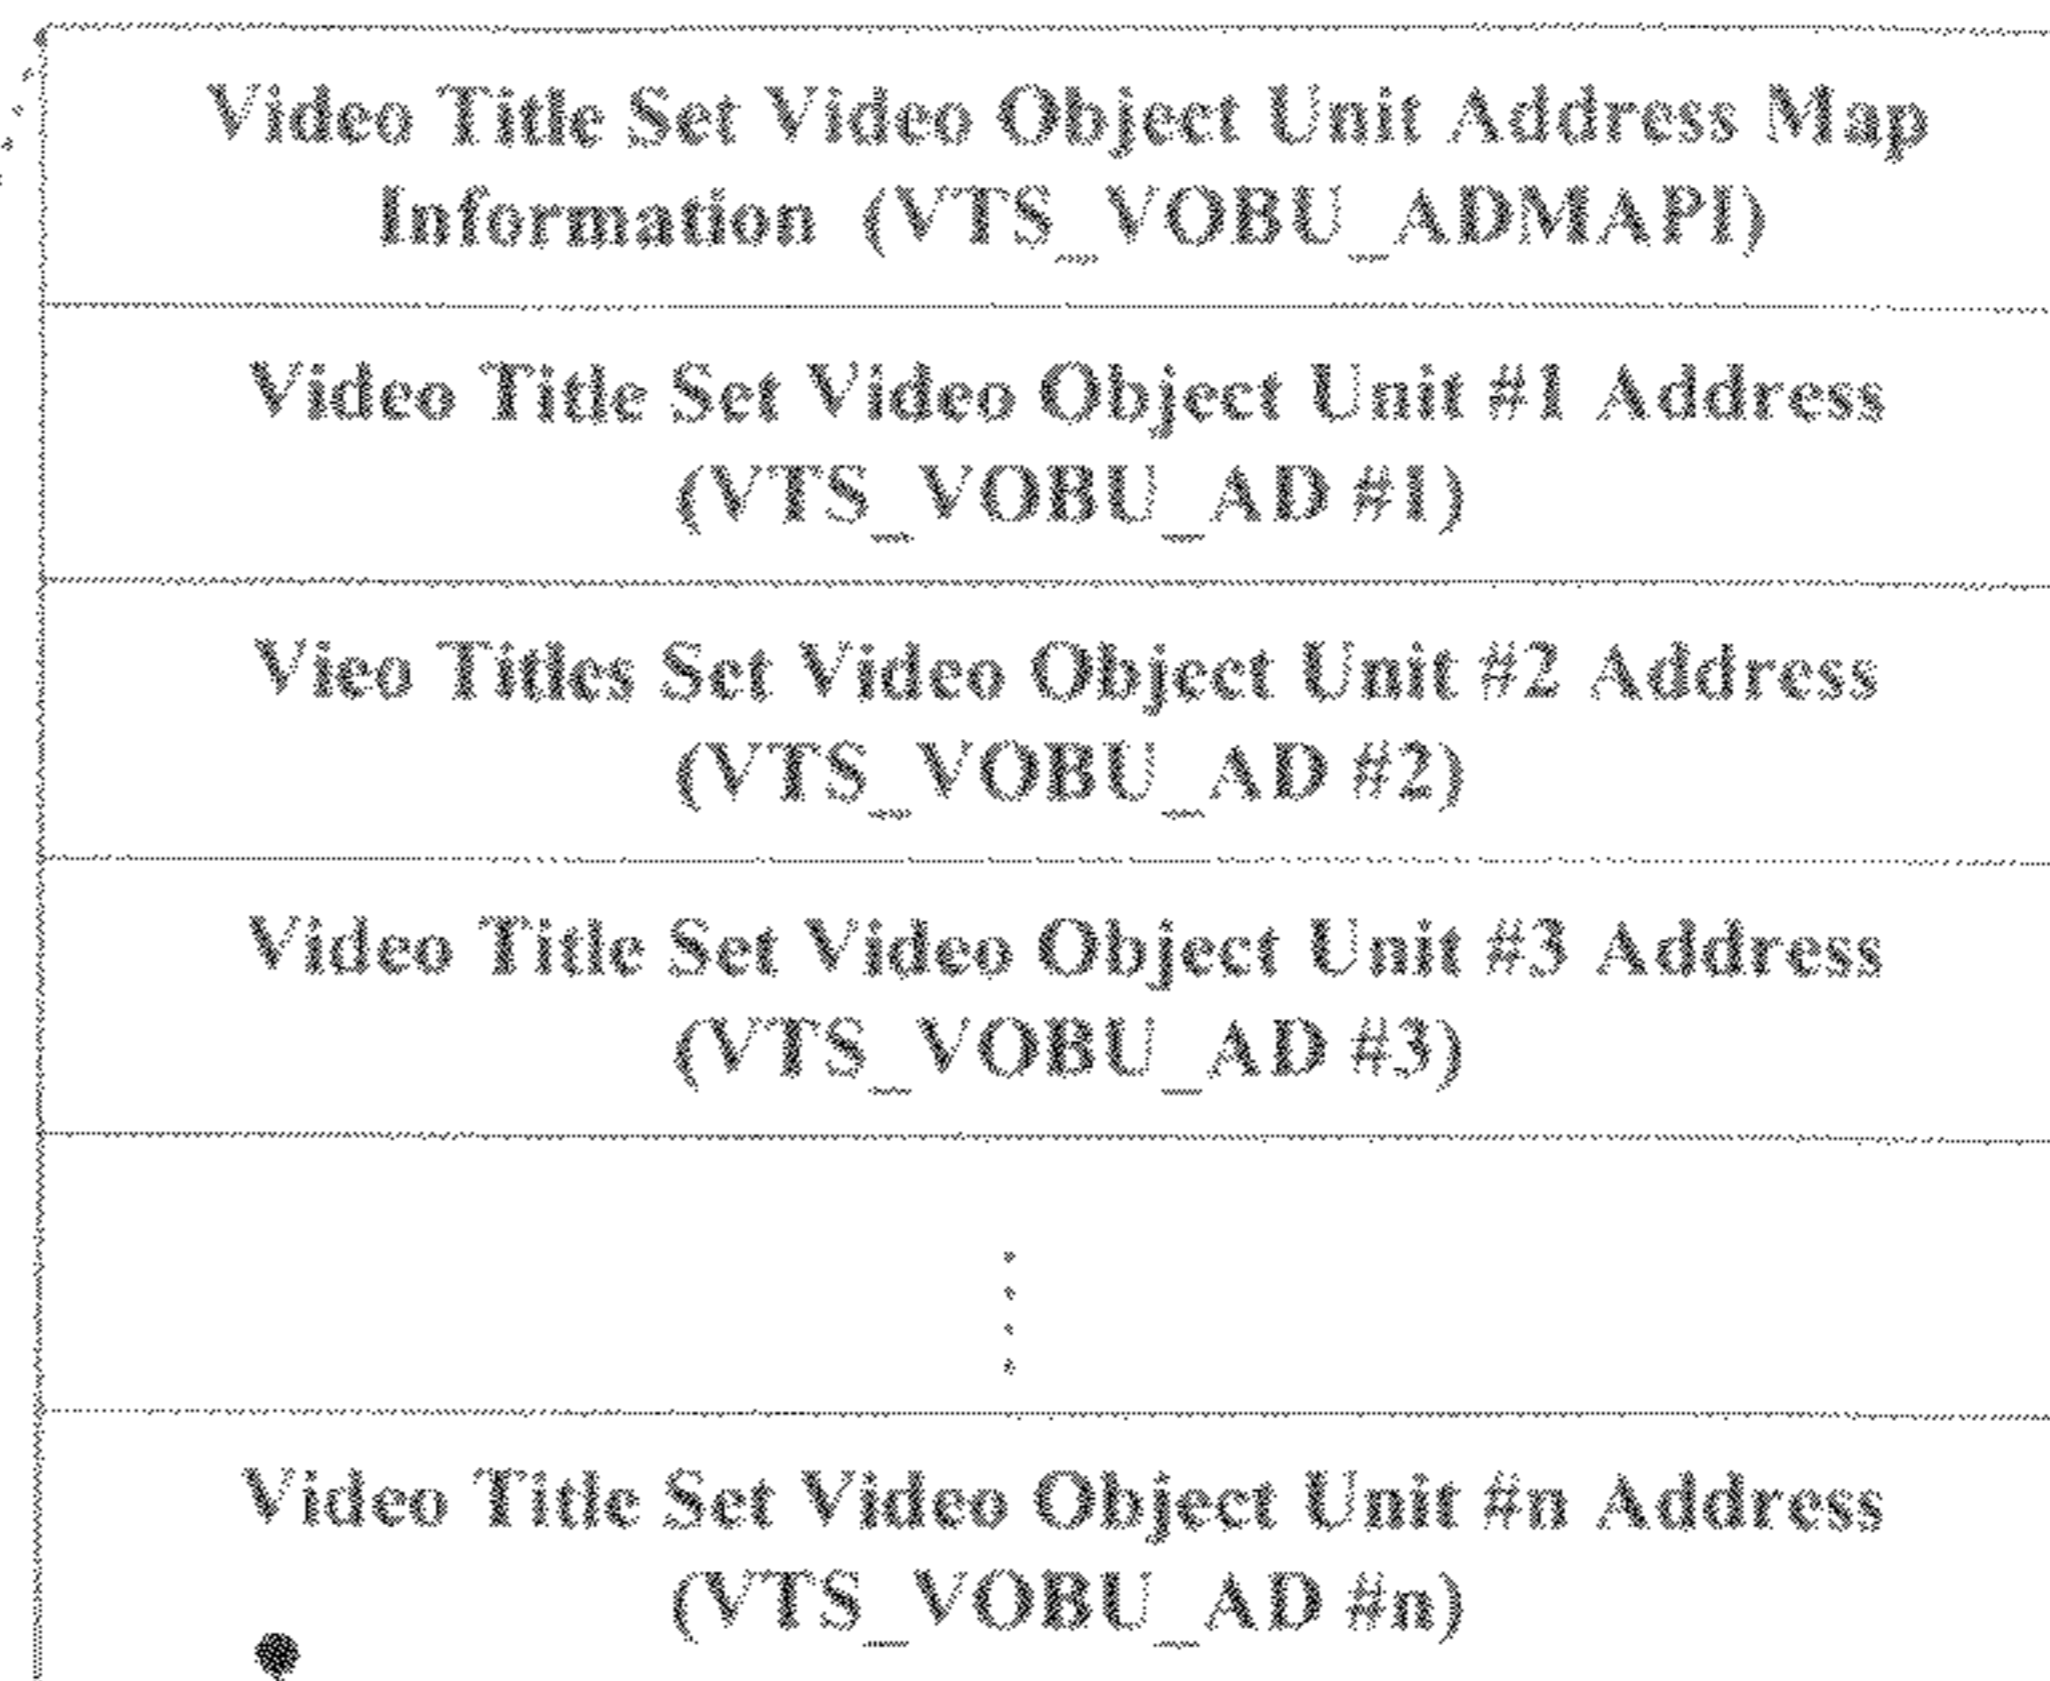 Video Title Set Video Object Unit Address Map
Information (VTS_VOBU_ADMAPI)
Video Title Set Video Object Unit #1 Address
(VTS_VOBU_AD #1)
Vieo Titles Set Video Object Unit #2 Address
(VTS_VOBU_AD #2)
Video Title Set Video Object Unit #3 Address
(VTS_VOBU_AD #3)
Video Title Set Video Object Unit #n Address
(VTS_VOBU_AD #n)